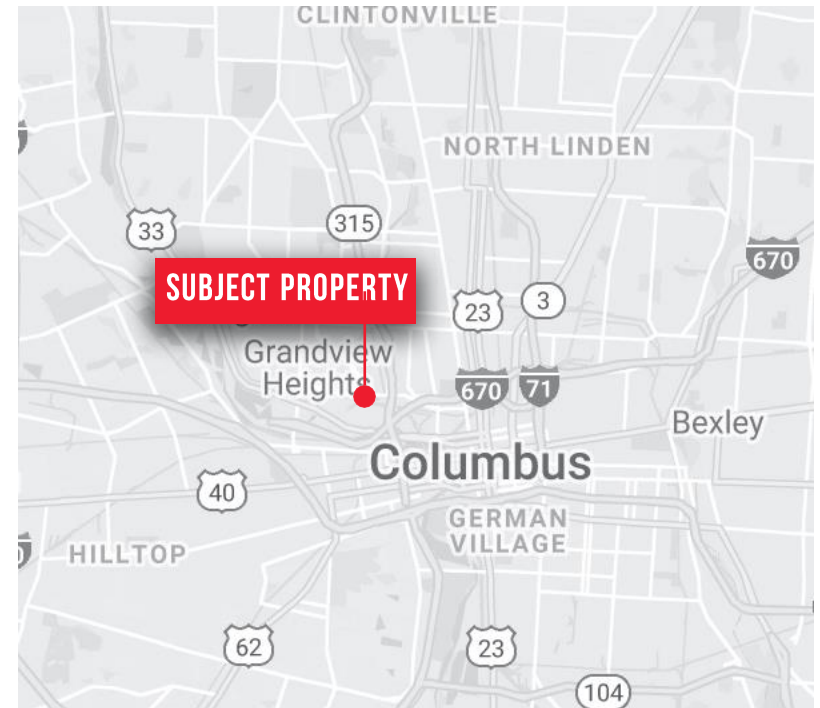 CLINTONVILLE
NORTH LINDEN
33
315
670
SUBJECT PROPERTY
23
3
Grandview
Heights
670
71
Bexley
Columbus
40
GERMAN
VILLAGE
HILLTOP
62
23
104